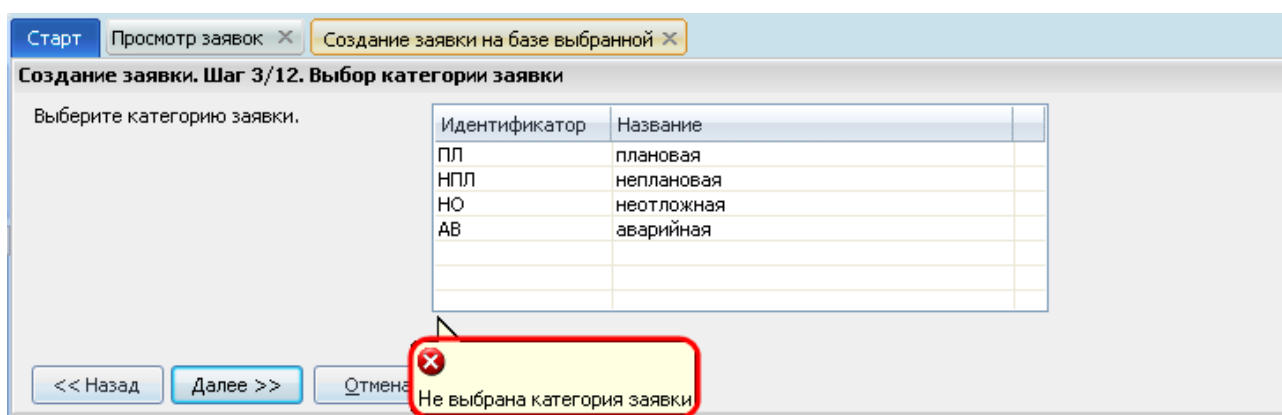 Старт Просмотр заявок Создание заявки на базе выбранной
Создание заявки. Шаг 3/12. Выбор категории заявки
Выберите категорию заявки.
Идентификатор Название
ПЛ плановая
НПЛ неплановая
НО неотложная
АВ аварийная
<< Назад Далее >> Отмена
Не выбрана категория заявки